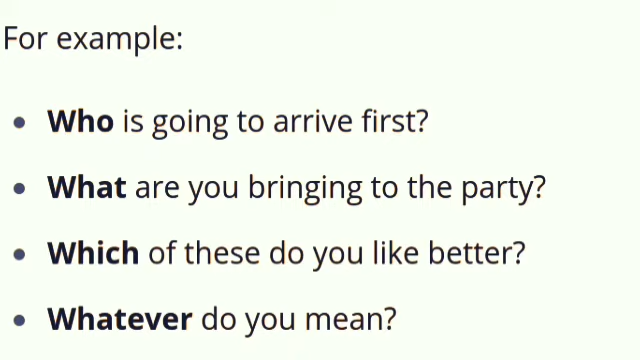 For example:
• Who is going to arrive first?
• What are you bringing to the party?
• Which of these do you like better?
• Whatever do you mean?